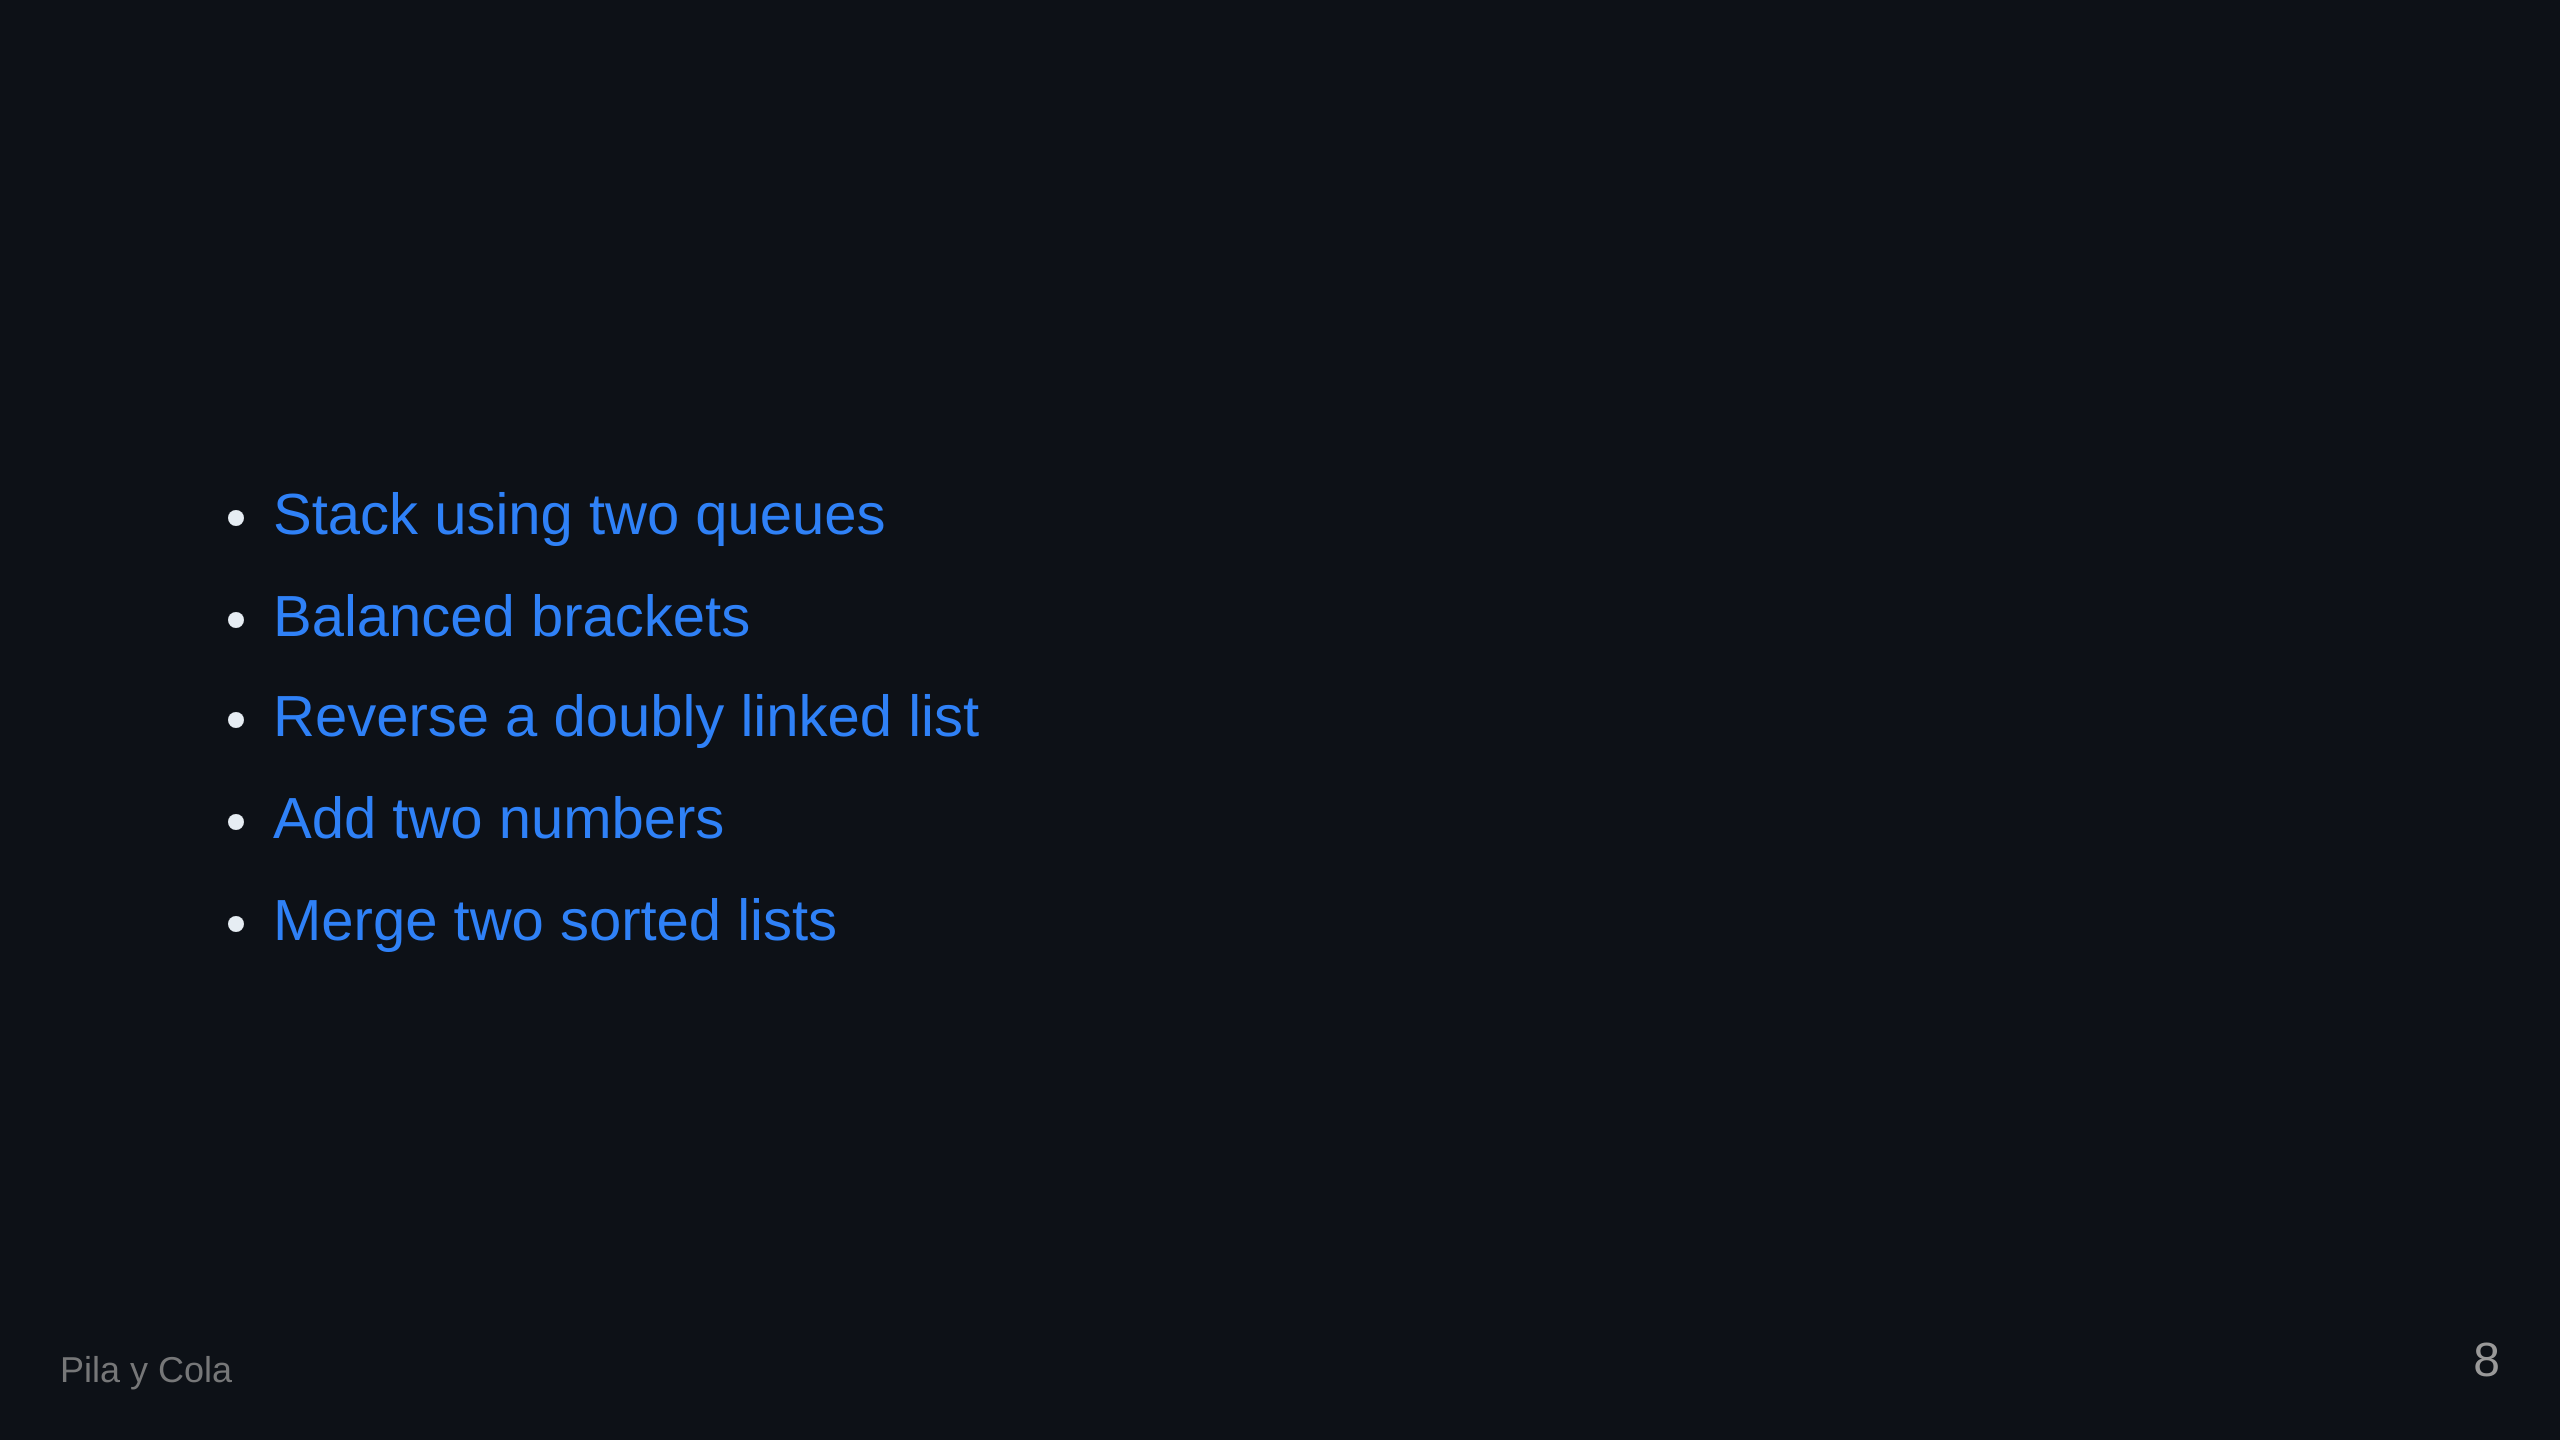 Stack using two queues
Balanced brackets
Reverse a doubly linked list
Add two numbers
Merge two sorted lists
Pila y Cola
8